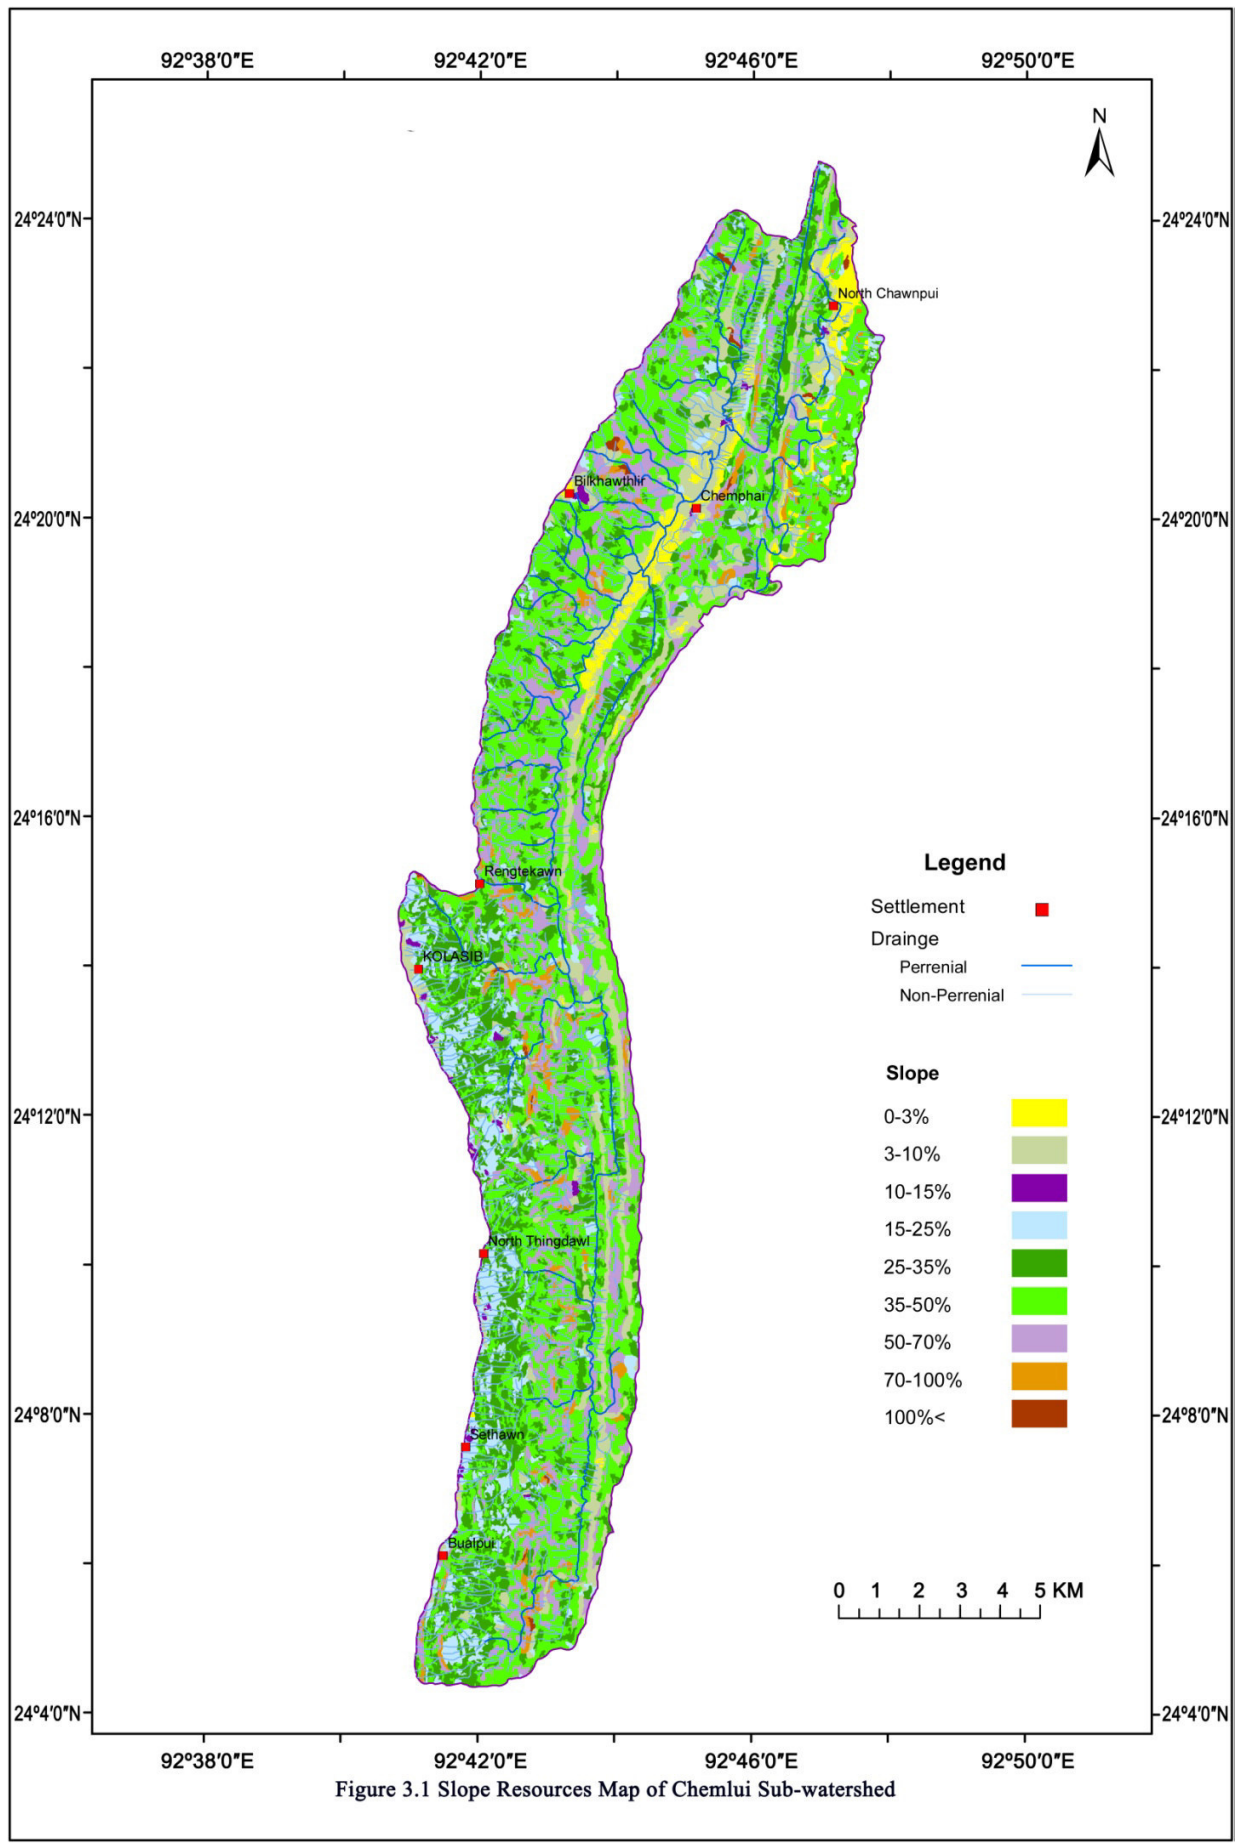 92°38'0"E 92°42'0"E 92°46'0"E 92°50'0"E
N
24°24'0"N 24°24'0"N
North Chawnpui
Bilkhawthlir
Chemphai
24°20'0"N 24°20'0"N
24°16'0"N 24°16'0"N
Rengtekawn
KOLASIB
Legend
Settlement
Drainge
Perrenial
Non-Perrenial
Slope
24°12'0"N 24°12'0"N
0-3%
3-10%
10-15%
15-25%
25-35%
35-50%
50-70%
70-100%
100%<
North Thingdawl
24°8'0"N 24°8'0"N
Sethawn
Bualpui
0 1 2 3 4 5 KM
24°4'0"N 24°4'0"N
92°38'0"E 92°42'0"E 92°46'0"E 92°50'0"E
Figure 3.1 Slope Resources Map of Chemlui Sub-watershed